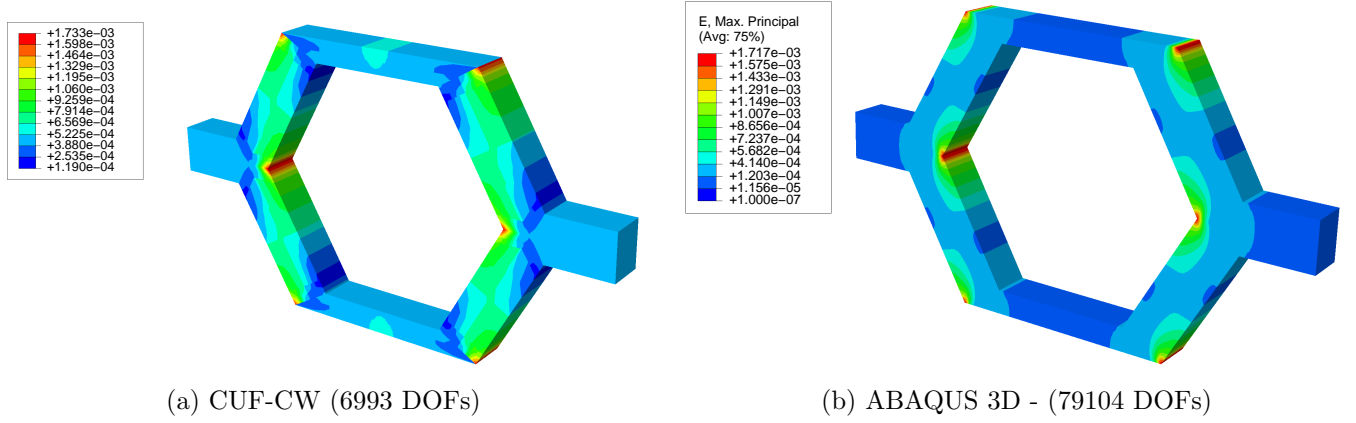 +1.733e−03
+1.598e−03
+1.464e−03
+1.329e−03
+1.195e−03
+1.060e−03
+9.259e−04
+7.914e−04
+6.569e−04
+5.225e−04
+3.880e−04
+2.535e−04
+1.190e−04
E, Max. Principal
(Avg: 75%)
+1.717e−03
+1.575e−03
+1.433e−03
+1.291e−03
+1.149e−03
+1.007e−03
+8.656e−04
+7.237e−04
+5.682e−04
+4.140e−04
+1.203e−04
+1.156e−05
+1.000e−07
(a) CUF-CW (6993 DOFs)
(b) ABAQUS 3D - (79104 DOFs)